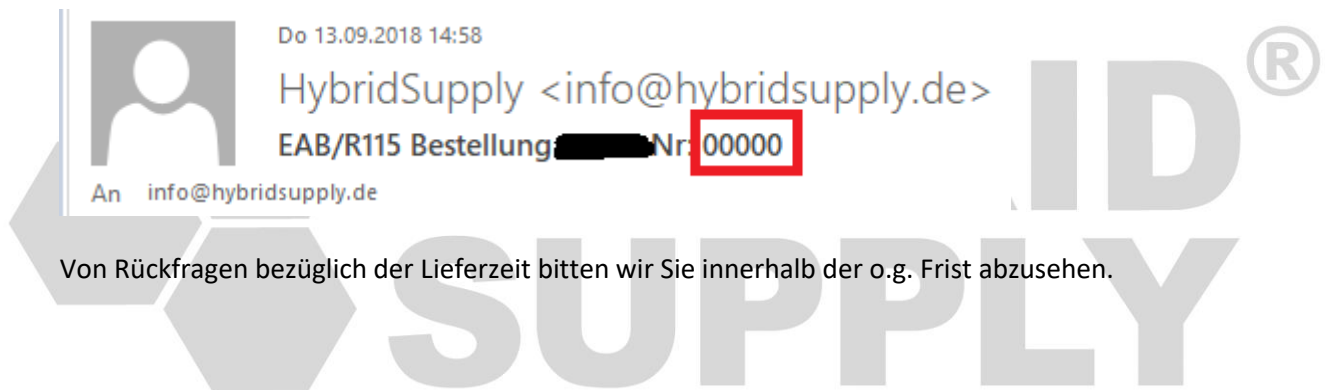 Do 13.09.2018 14:58
HybridSupply <info@hybridsupply.de>
EAB/R115 Bestellung Nr: 00000
An info@hybridsupply.de
ID®
Von Rückfragen bezüglich der Lieferzeit bitten wir Sie innerhalb der o.g. Frist abzusehen.
SUPPLY